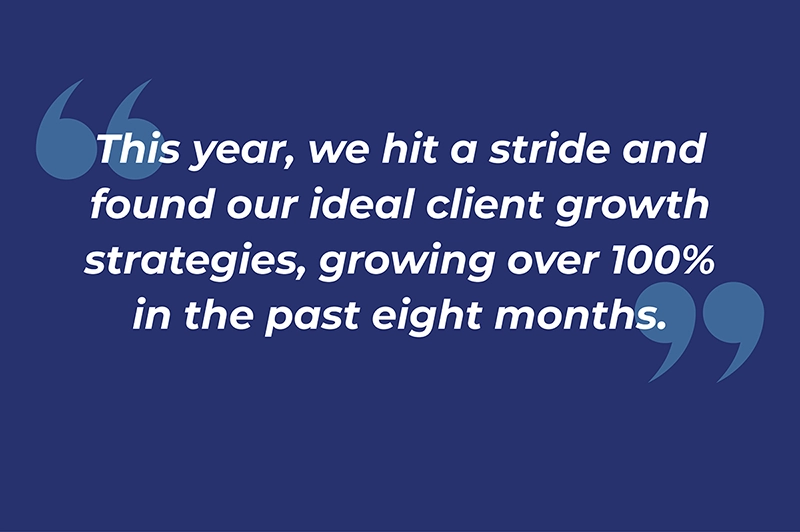 This year, we hit a stride and
found our ideal client growth
strategies, growing over 100%
in the past eight months.